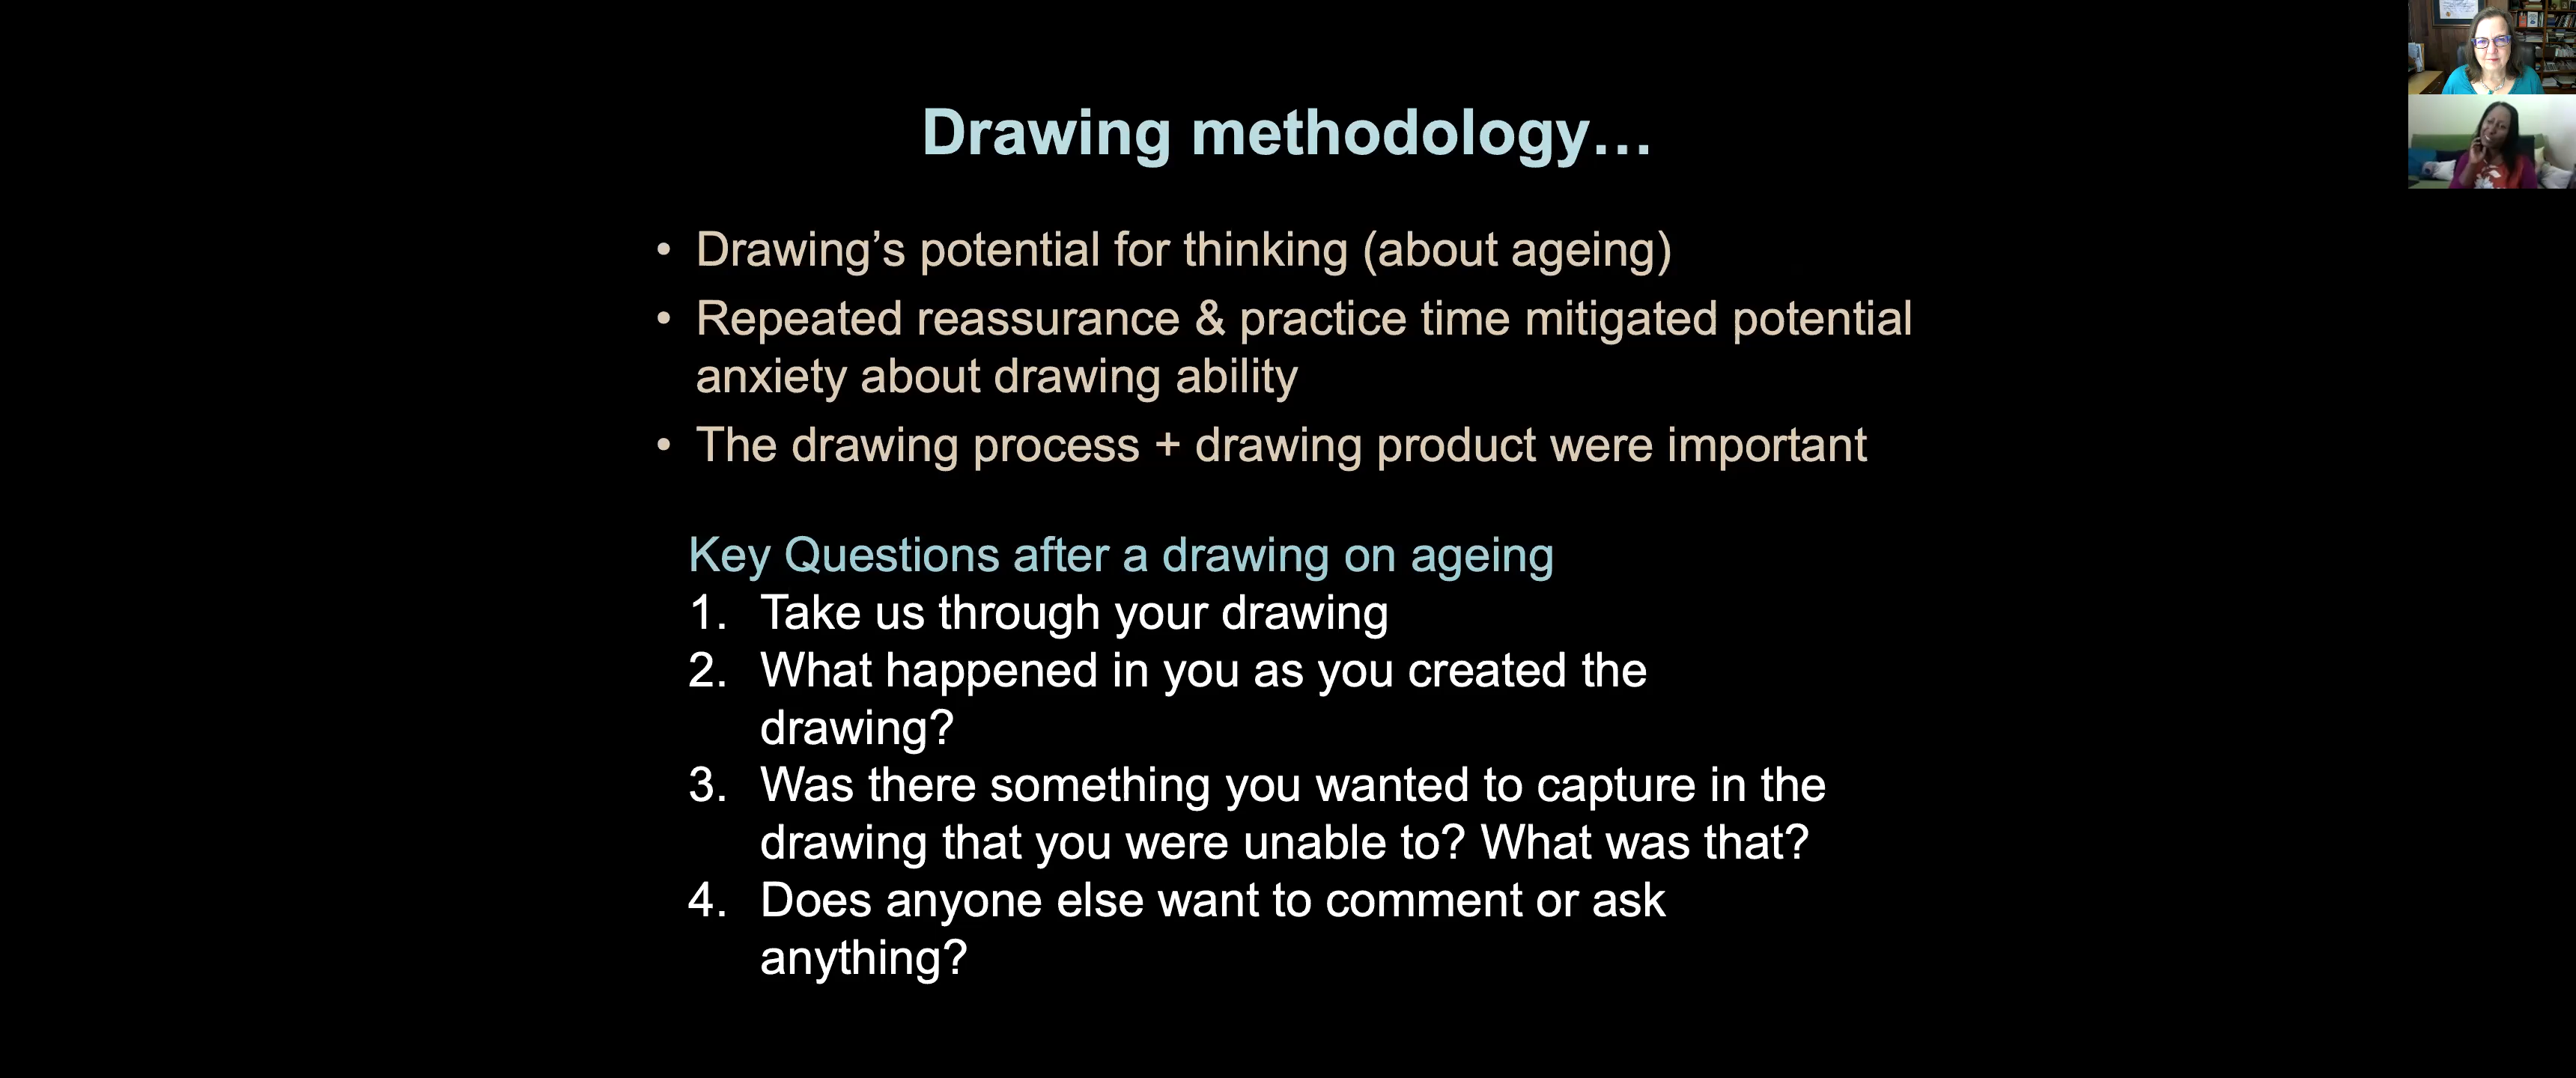 Drawing methodology…
• Drawing’s potential for thinking (about ageing)
• Repeated reassurance & practice time mitigated potential
anxiety about drawing ability
• The drawing process + drawing product were important
Key Questions after a drawing on ageing
1. Take us through your drawing
2. What happened in you as you created the
drawing?
3. Was there something you wanted to capture in the
drawing that you were unable to? What was that?
4. Does anyone else want to comment or ask
anything?